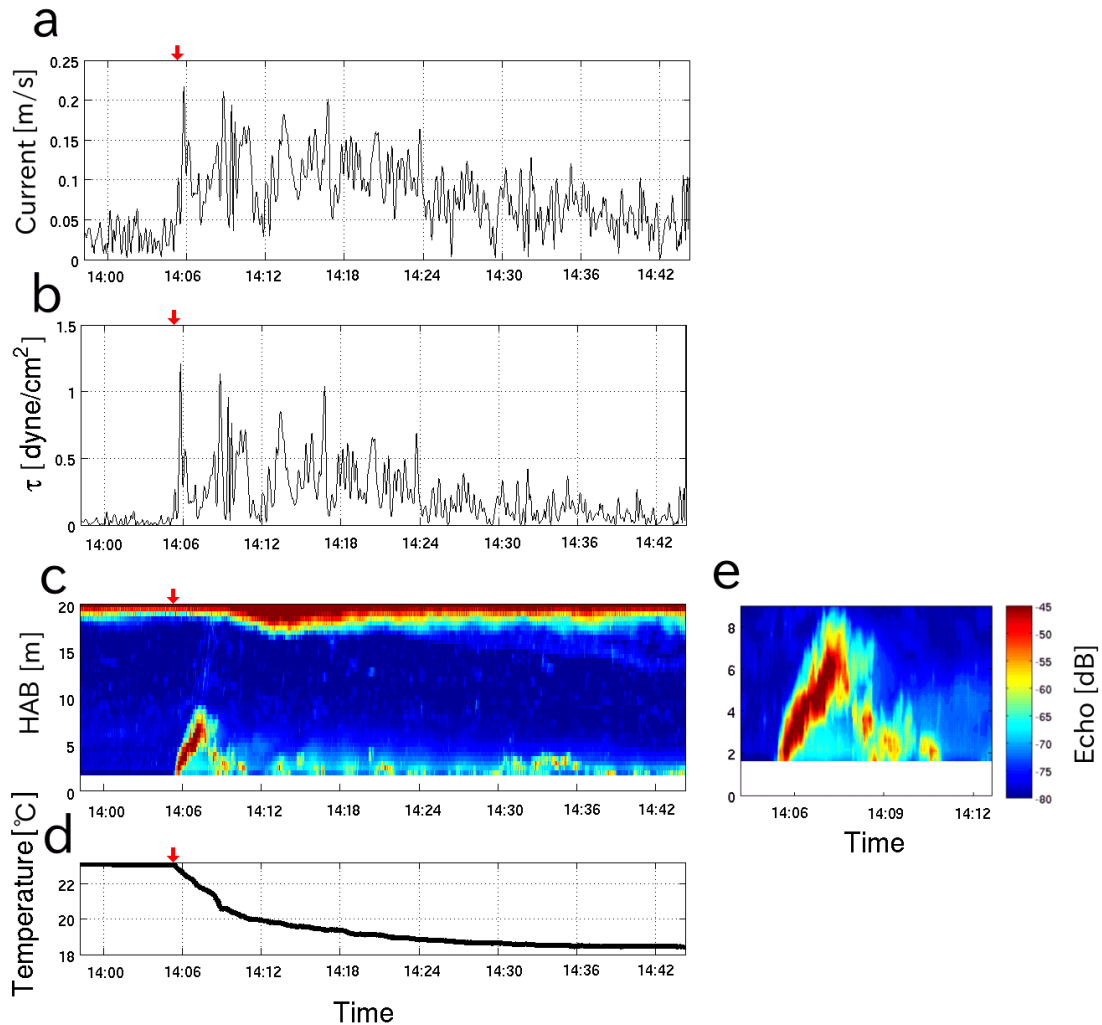 a
Current [m/s]
0.25
0.2
0.15
0.1
0.05
0
14:00 14:06 14:12 14:18 14:24 14:30 14:36 14:42
b
τ [dyne/cm²]
1.5
1
0.5
0
14:00 14:06 14:12 14:18 14:24 14:30 14:36 14:42
c
HAB [m]
20
15
10
5
0
14:00 14:06 14:12 14:18 14:24 14:30 14:36 14:42
e
8
6
4
2
0
14:06 14:09 14:12
Time
-45
-50
-55
-60
-65
-70
-75
-80
Echo [dB]
d
Temperature [℃]
22
20
18
14:00 14:06 14:12 14:18 14:24 14:30 14:36 14:42
Time